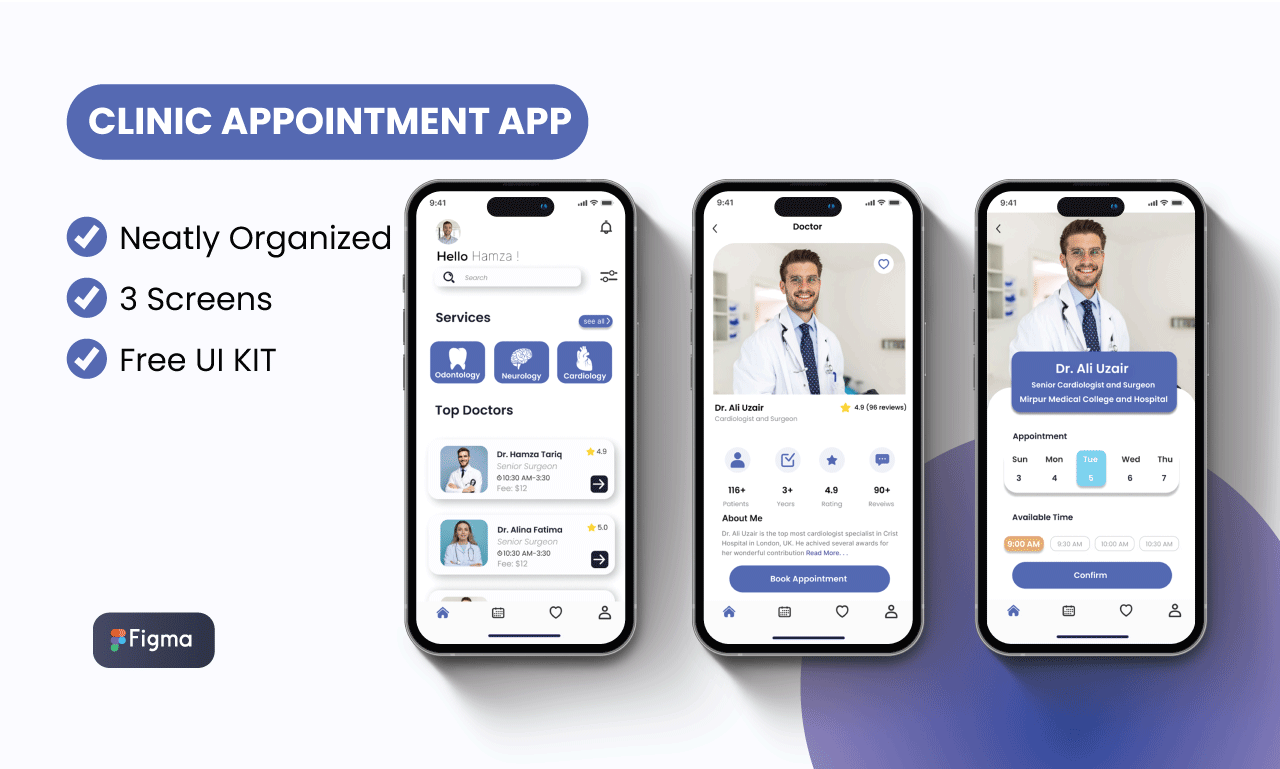 CLINIC APPOINTMENT APP
Neatly Organized
3 Screens
Free UI KIT
Figma
9:41
Hello Hamza !
Search
Services
see all
Odontology
Neurology
Cardiology
Top Doctors
Dr. Hamza Tariq
4.9
Senior Surgeon
10:30 AM-3:30
Fee: $12
Dr. Alina Fatima
5.0
Senior Surgeon
10:30 AM-3:30
Fee: $12
9:41
Doctor
Dr. Ali Uzair
4.9 (96 reviews)
Cardiologist and Surgeon
116+ 3+ 4.9 90+
Patients Years Rating Reveiws
About Me
Dr. Ali Uzair is the top most cardiologist specialist in Crist
Hospital in London, UK. He achived several awards for
her wonderful contribution Read More. . .
Book Appointment
9:41
Dr. Ali Uzair
Senior Cardiologist and Surgeon
Mirpur Medical College and Hospital
Appointment
Sun Mon Tue Wed Thu
3 4 5 6 7
Available Time
9:00 AM 9:30 AM 10:00 AM 10:30 AM
Confirm